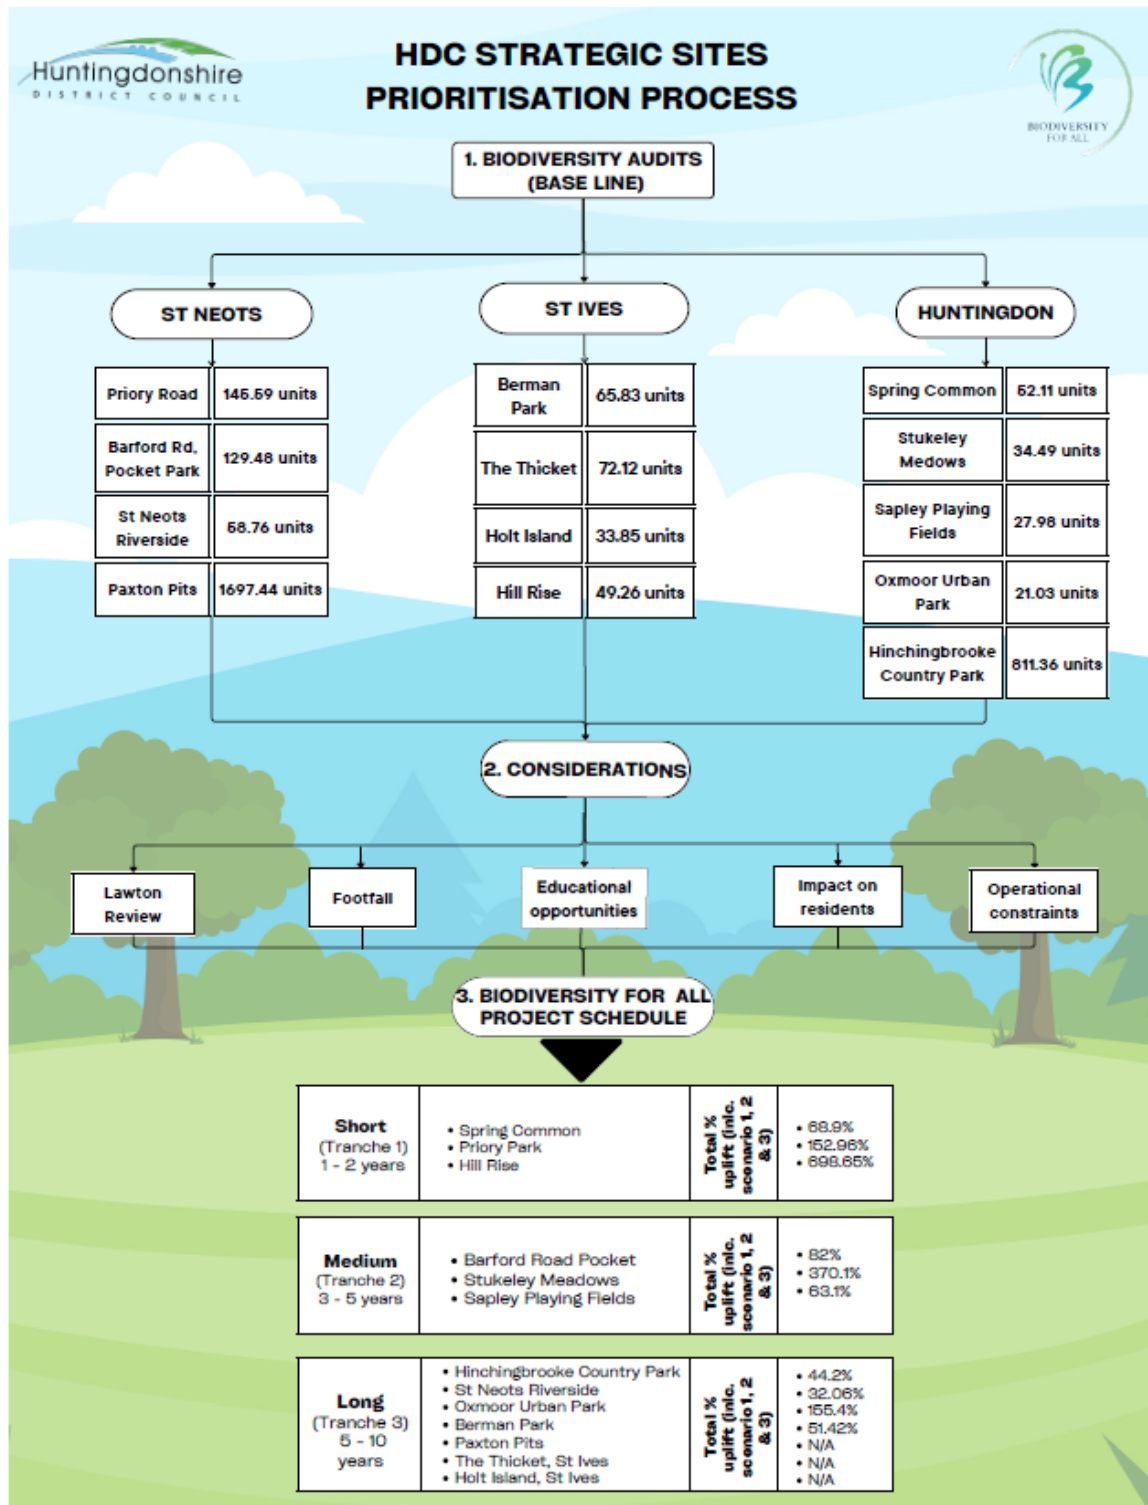 Huntingdonshire
DISTRICT COUNCIL
HDC STRATEGIC SITES
PRIORITISATION PROCESS
BIODIVERSITY
FOR ALL
1. BIODIVERSITY AUDITS
(BASE LINE)
ST NEOTS
ST IVES
HUNTINGDON
Priory Road
145.59 units
Barford Rd,
Pocket Park
129.48 units
St Neots
Riverside
58.76 units
Paxton Pits
1697.44 units
Berman
Park
65.83 units
The Thicket
72.12 units
Holt Island
33.85 units
Hill Rise
49.26 units
Spring Common
52.11 units
Stukeley
Medows
34.49 units
Sapley Playing
Fields
27.98 units
Oxmoor Urban
Park
21.03 units
Hinchingbrooke
Country Park
811.36 units
2. CONSIDERATIONS
Lawton
Review
Footfall
Educational
opportunities
Impact on
residents
Operational
constraints
3. BIODIVERSITY FOR ALL
PROJECT SCHEDULE
Short
(Tranche 1)
1 - 2 years
• Spring Common
• Priory Park
• Hill Rise
Total %
uplift (inlc.
scenario 1, 2
& 3)
• 68.9%
• 152.96%
• 698.65%
Medium
(Tranche 2)
3 - 5 years
• Barford Road Pocket
• Stukeley Meadows
• Sapley Playing Fields
Total %
uplift (inlc.
scenario 1, 2
& 3)
• 82%
• 370.1%
• 63.1%
Long
(Tranche 3)
5 - 10
years
• Hinchingbrooke Country Park
• St Neots Riverside
• Oxmoor Urban Park
• Berman Park
• Paxton Pits
• The Thicket, St Ives
• Holt Island, St Ives
Total %
uplift (inlc.
scenario 1, 2
& 3)
• 44.2%
• 32.06%
• 155.4%
• 51.42%
• N/A
• N/A
• N/A